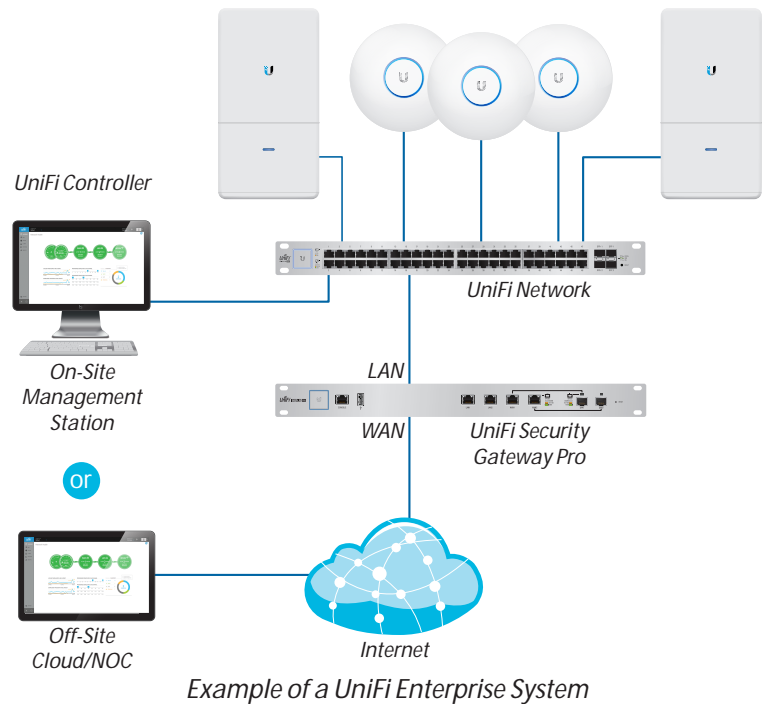 UniFi Controller
UniFi Network
On-Site
Management
Station
LAN
WAN
UniFi Security
Gateway Pro
or
Off-Site
Cloud/NOC
Internet
Example of a UniFi Enterprise System